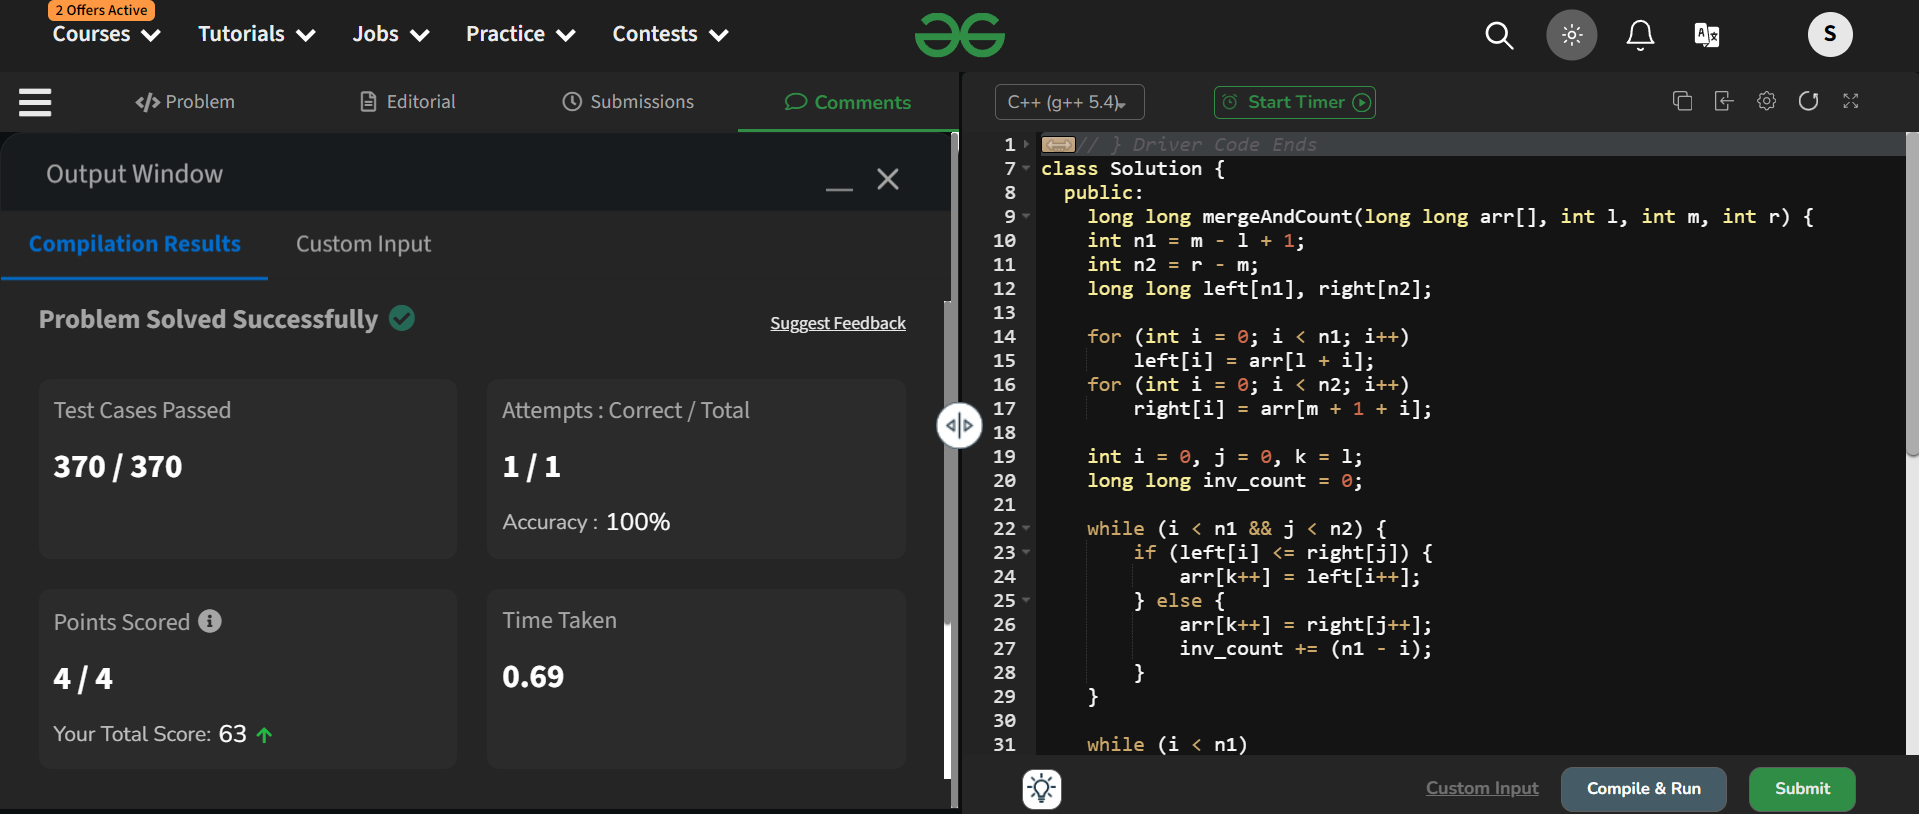 2 Offers Active
Courses Tutorials Jobs Practice Contests
S
Problem Editorial Submissions Comments
Output Window
Compilation Results Custom Input
Problem Solved Successfully
Suggest Feedback
Test Cases Passed
370 / 370
Attempts : Correct / Total
1 / 1
Accuracy : 100%
Points Scored
4 / 4
Your Total Score: 63
Time Taken
0.69
C++ (g++ 5.4)
Start Timer
1 // } Driver Code Ends
7 class Solution {
8 public:
9 long long mergeAndCount(long long arr[], int l, int m, int r) {
10 int n1 = m - l + 1;
11 int n2 = r - m;
12 long long left[n1], right[n2];
13
14 for (int i = 0; i < n1; i++)
15 left[i] = arr[l + i];
16 for (int i = 0; i < n2; i++)
17 right[i] = arr[m + 1 + i];
18
19 int i = 0, j = 0, k = l;
20 long long inv_count = 0;
21
22 while (i < n1 && j < n2) {
23 if (left[i] <= right[j]) {
24 arr[k++] = left[i++];
25 } else {
26 arr[k++] = right[j++];
27 inv_count += (n1 - i);
28 }
29 }
30
31 while (i < n1)
Custom Input Compile & Run Submit